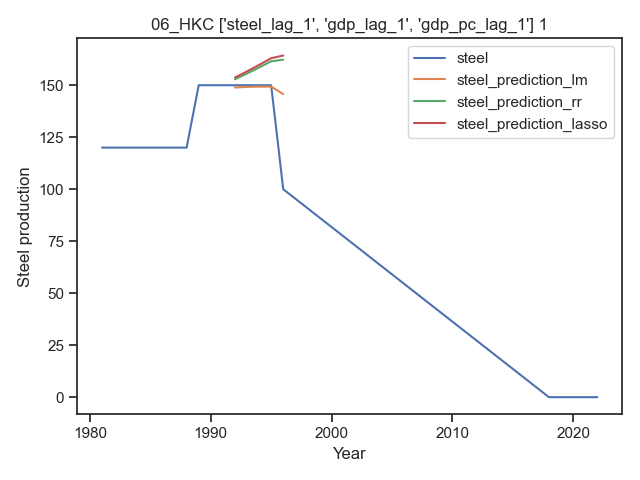 06_HKC ['steel_lag_1', 'gdp_lag_1', 'gdp_pc_lag_1'] 1
steel
steel_prediction_lm
steel_prediction_rr
steel_prediction_lasso
Steel production
150
125
100
75
50
25
0
1980
1990
2000
2010
2020
Year